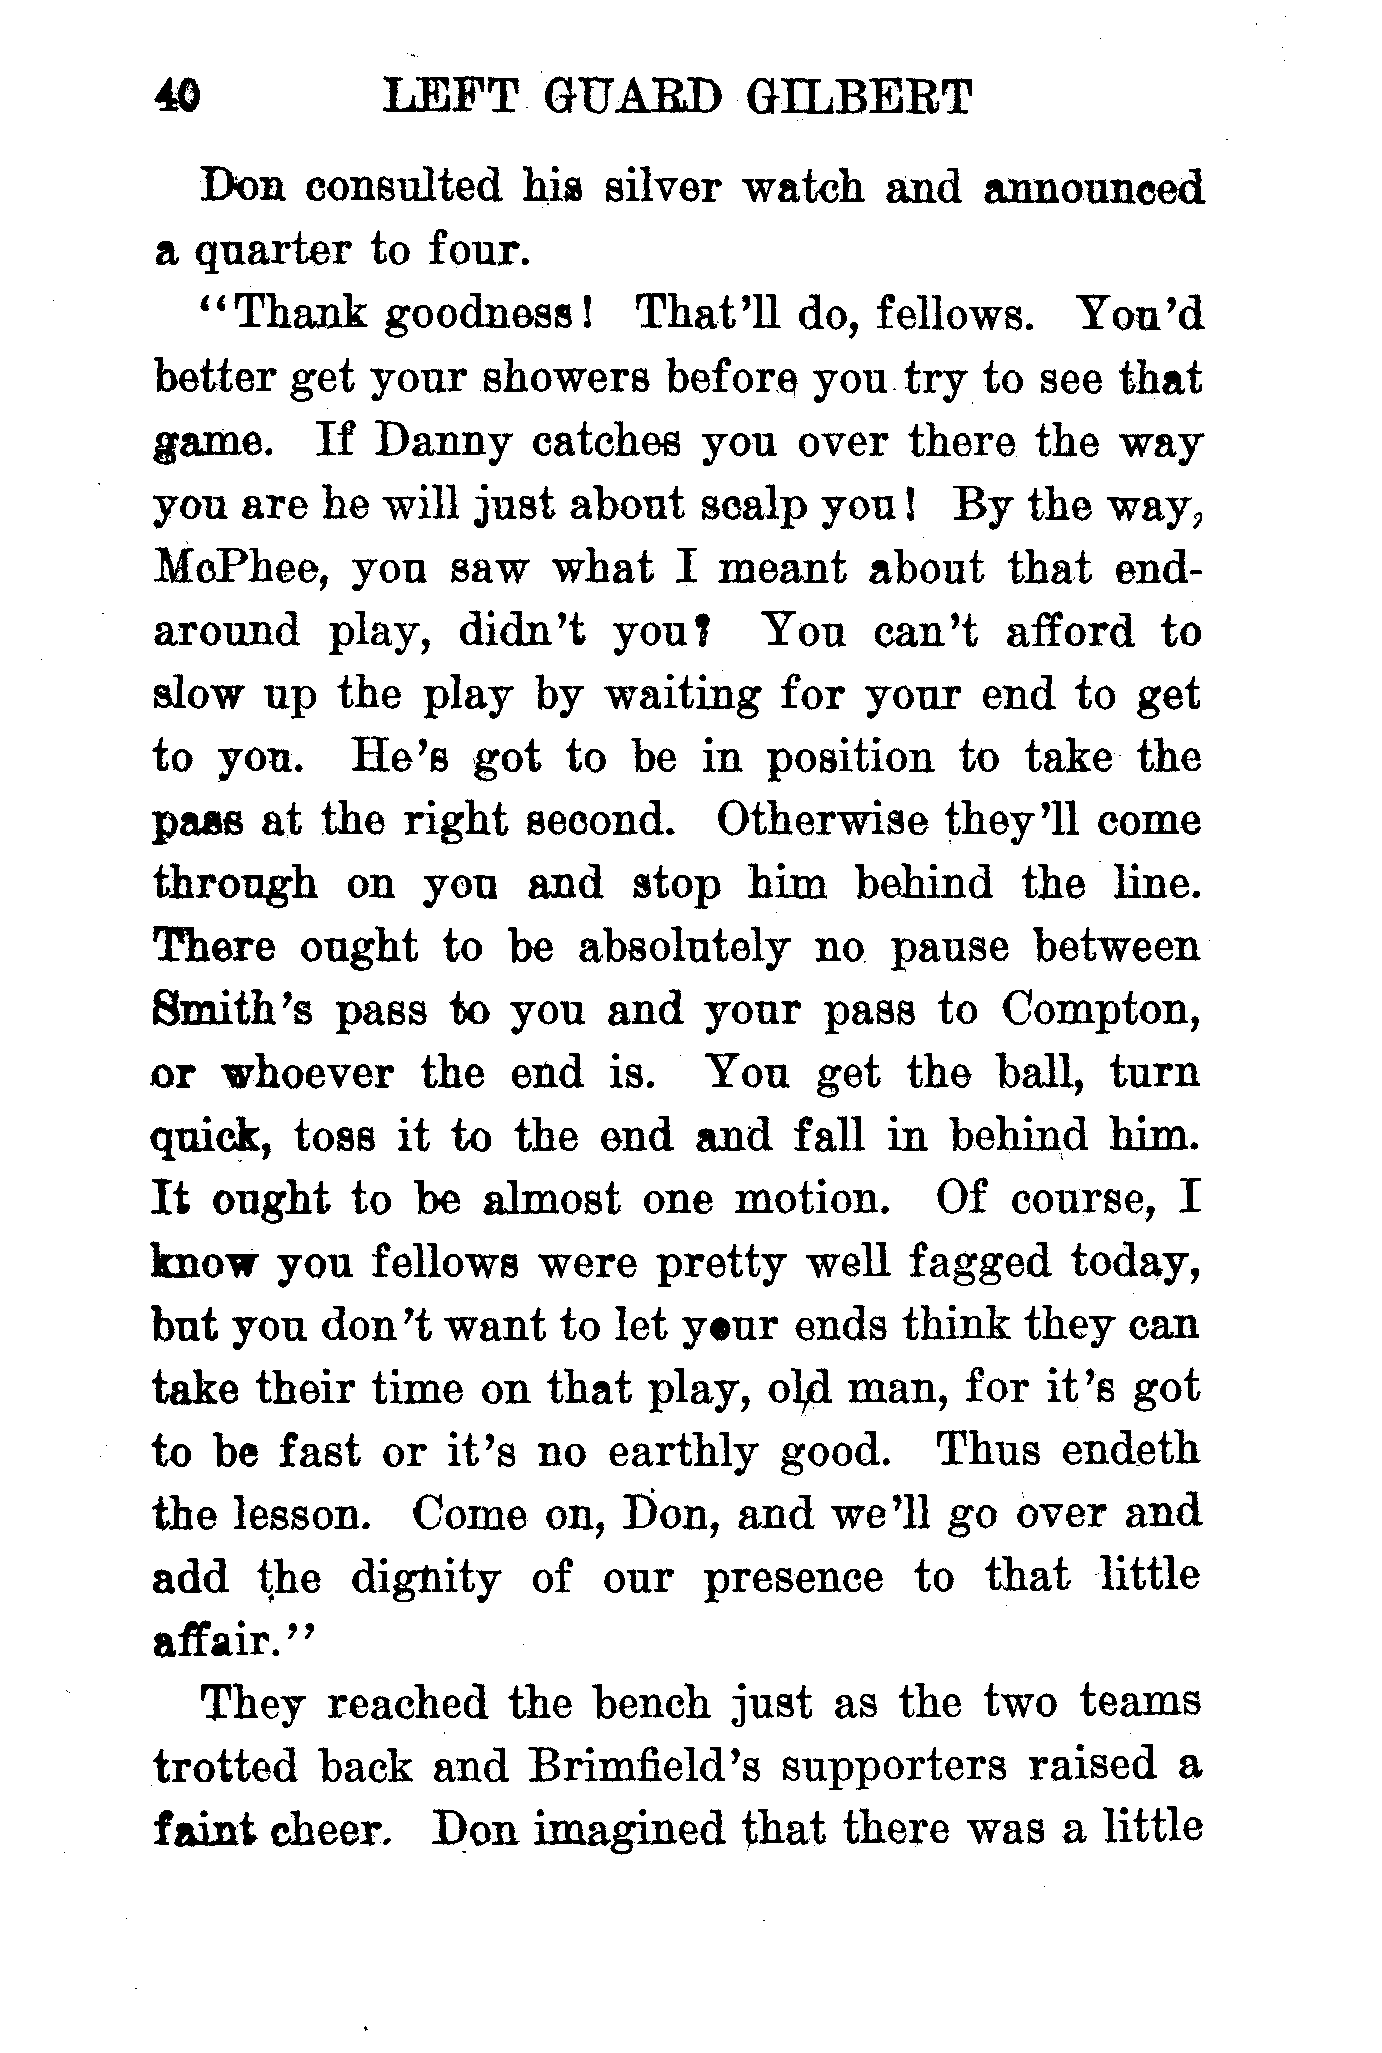 40 LEFT GUARD GILBERT
Don consulted his silver watch and announced
a quarter to four.
“Thank goodness! That’ll do, fellows. You’d
better get your showers before you try to see that
game. If Danny catches you over there the way
you are he will just about scalp you! By the way,
McPhee, you saw what I meant about that end-
around play, didn’t you? You can’t afford to
slow up the play by waiting for your end to get
to you. He’s got to be in position to take the
pass at the right second. Otherwise they’ll come
through on you and stop him behind the line.
There ought to be absolutely no pause between
Smith’s pass to you and your pass to Compton,
or whoever the end is. You get the ball, turn
quick, toss it to the end and fall in behind him.
It ought to be almost one motion. Of course, I
know you fellows were pretty well fagged today,
but you don’t want to let your ends think they can
take their time on that play, old man, for it’s got
to be fast or it’s no earthly good. Thus endeth
the lesson. Come on, Don, and we’ll go over and
add the dignity of our presence to that little
affair.”
They reached the bench just as the two teams
trotted back and Brimfield’s supporters raised a
faint cheer. Don imagined that there was a little